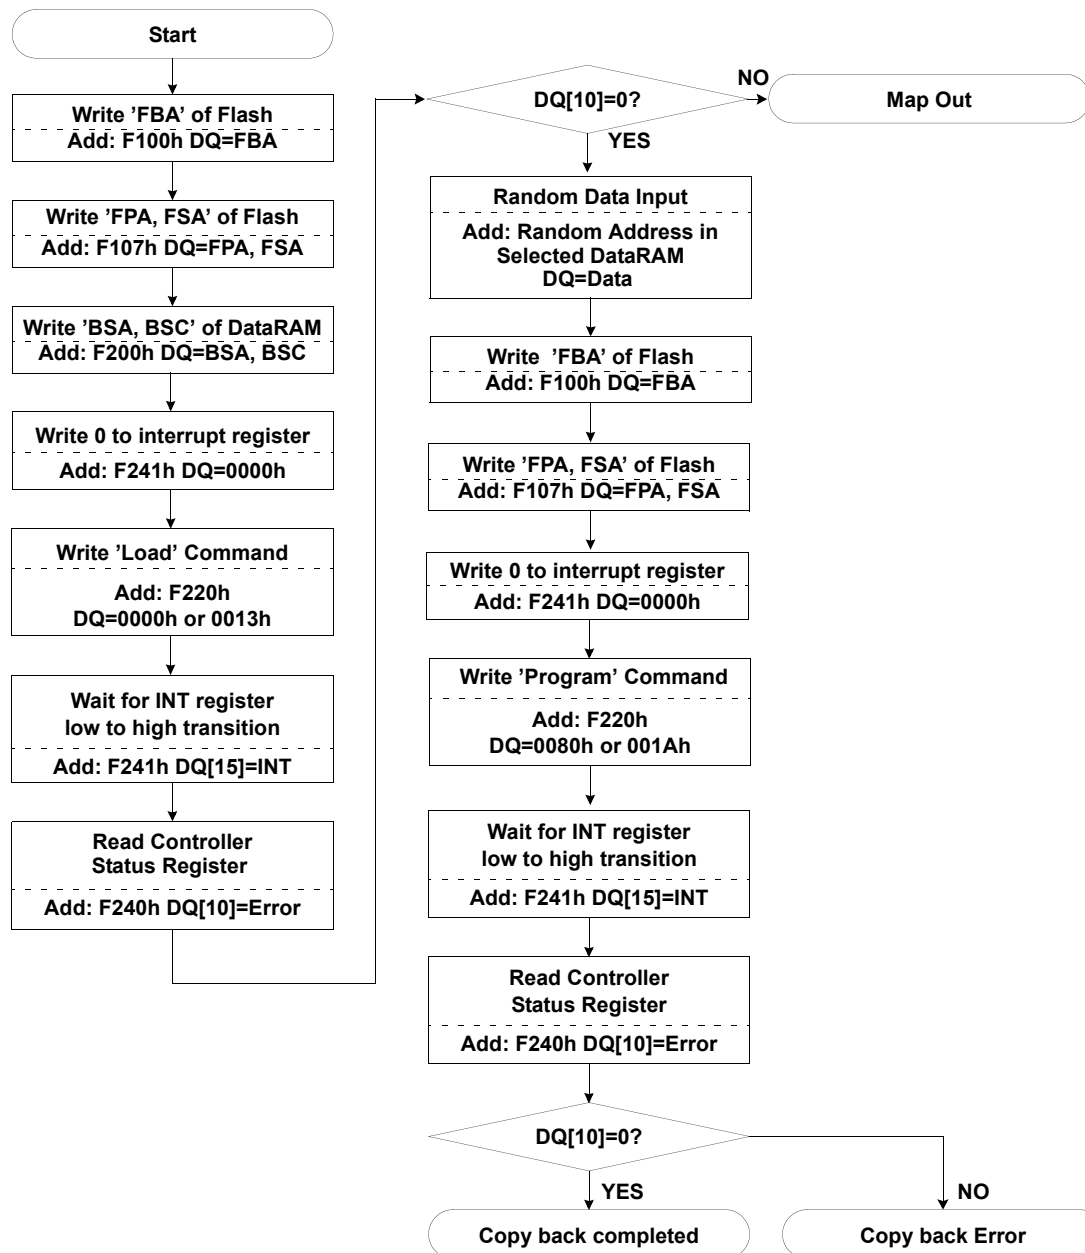 Start
Write ’FBA’ of Flash
Add: F100h DQ=FBA
Write ’FPA, FSA’ of Flash
Add: F107h DQ=FPA, FSA
Write ’BSA, BSC’ of DataRAM
Add: F200h DQ=BSA, BSC
Write 0 to interrupt register
Add: F241h DQ=0000h
Write ’Load’ Command
Add: F220h
DQ=0000h or 0013h
Wait for INT register
low to high transition
Add: F241h DQ[15]=INT
Read Controller
Status Register
Add: F240h DQ[10]=Error
DQ[10]=0?
NO
Map Out
YES
Random Data Input
Add: Random Address in
Selected DataRAM
DQ=Data
Write ’FBA’ of Flash
Add: F100h DQ=FBA
Write ’FPA, FSA’ of Flash
Add: F107h DQ=FPA, FSA
Write 0 to interrupt register
Add: F241h DQ=0000h
Write ’Program’ Command
Add: F220h
DQ=0080h or 001Ah
Wait for INT register
low to high transition
Add: F241h DQ[15]=INT
Read Controller
Status Register
Add: F240h DQ[10]=Error
DQ[10]=0?
YES
NO
Copy back completed
Copy back Error